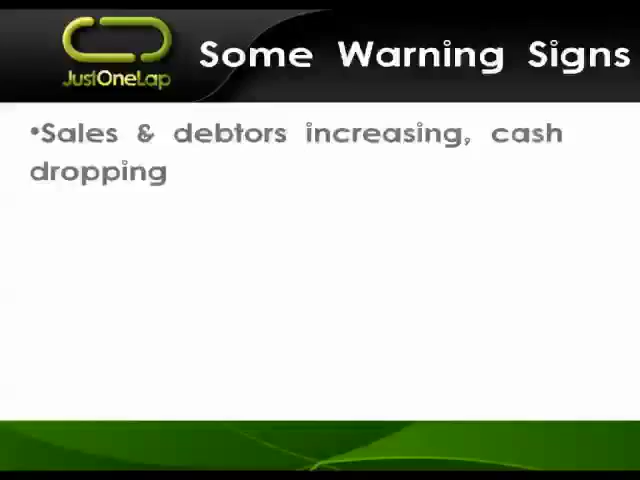 JustOneLap
Some Warning Signs
•Sales & debtors increasing, cash
dropping